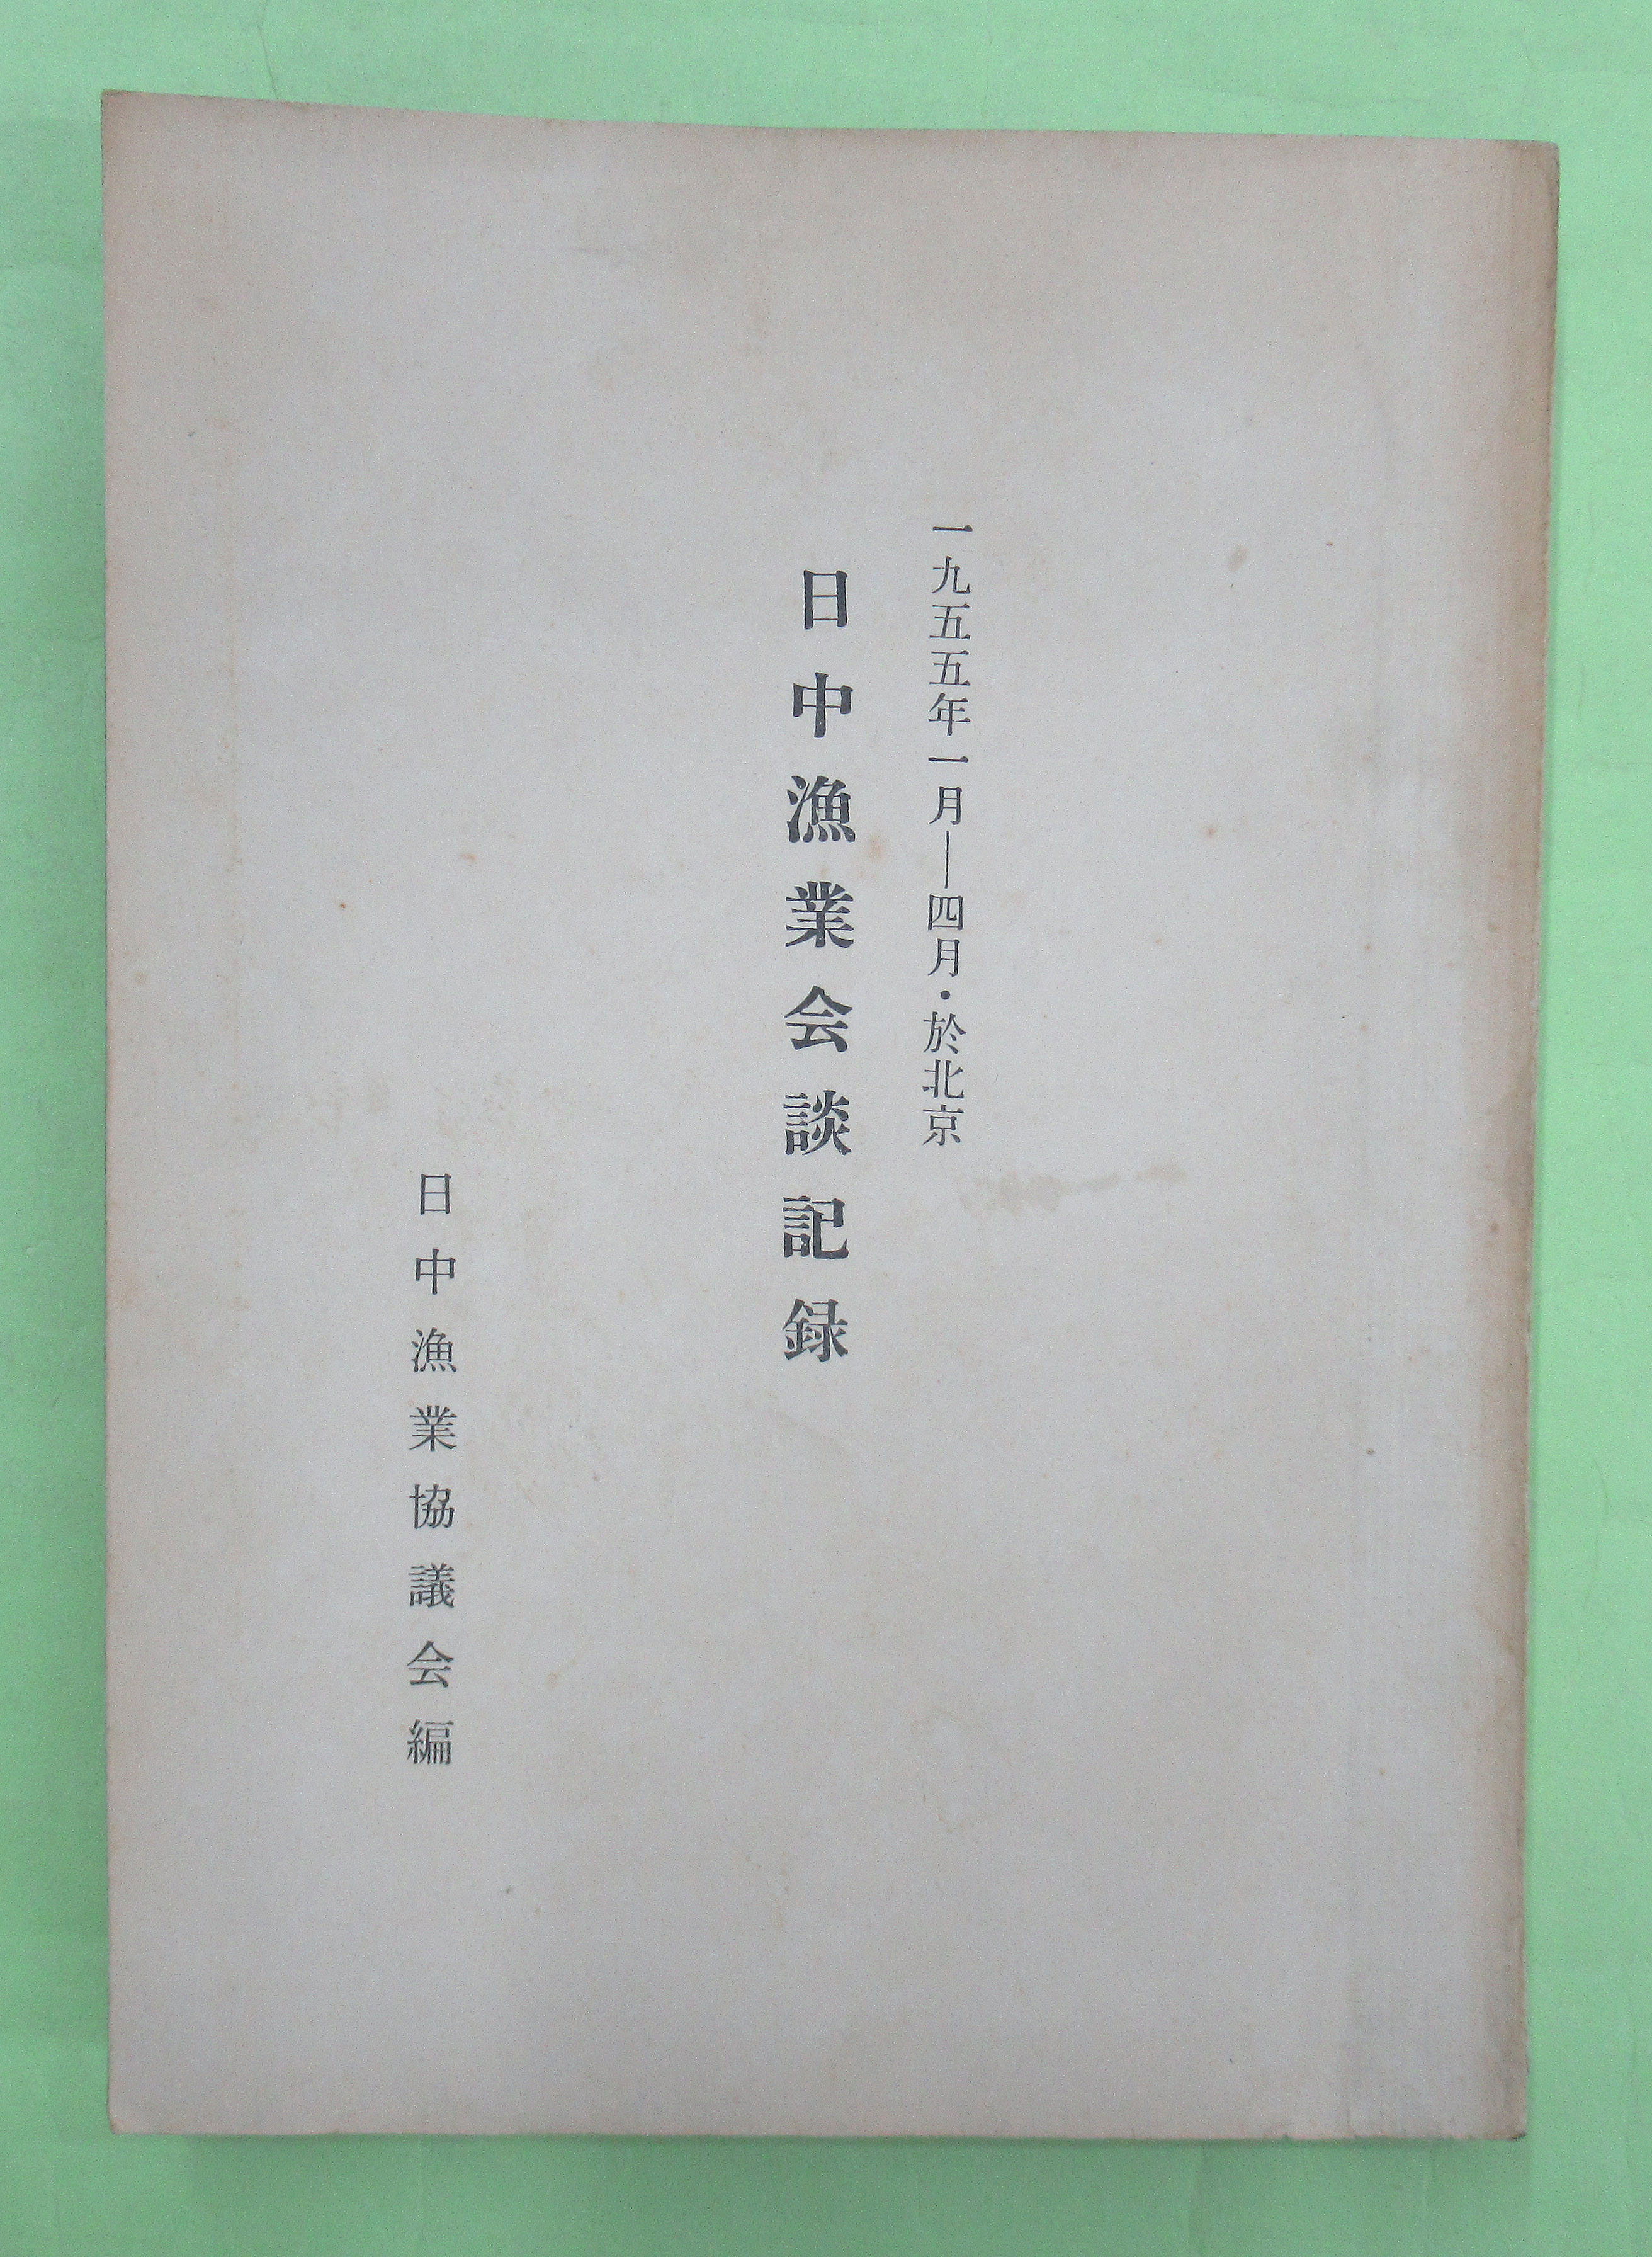 一九五五年一月―四月・於北京
日中漁業会談記録
日中漁業協議会編